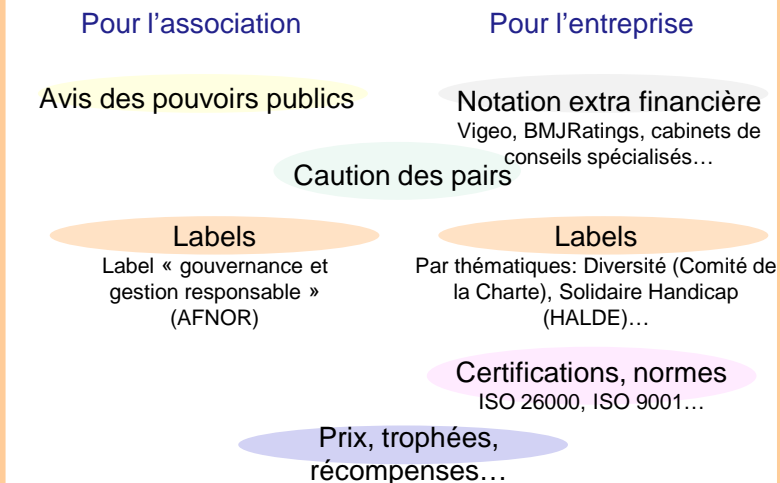 Pour l'association
Pour l'entreprise
Avis des pouvoirs publics
Notation extra financière
Vigeo, BMJRatings, cabinets de
conseils spécialisés…
Caution des pairs
Labels
Label « gouvernance et
gestion responsable »
(AFNOR)
Labels
Par thématiques: Diversité (Comité de
la Charte), Solidaire Handicap
(HALDE)…
Certifications, normes
ISO 26000, ISO 9001…
Prix, trophées,
récompenses…